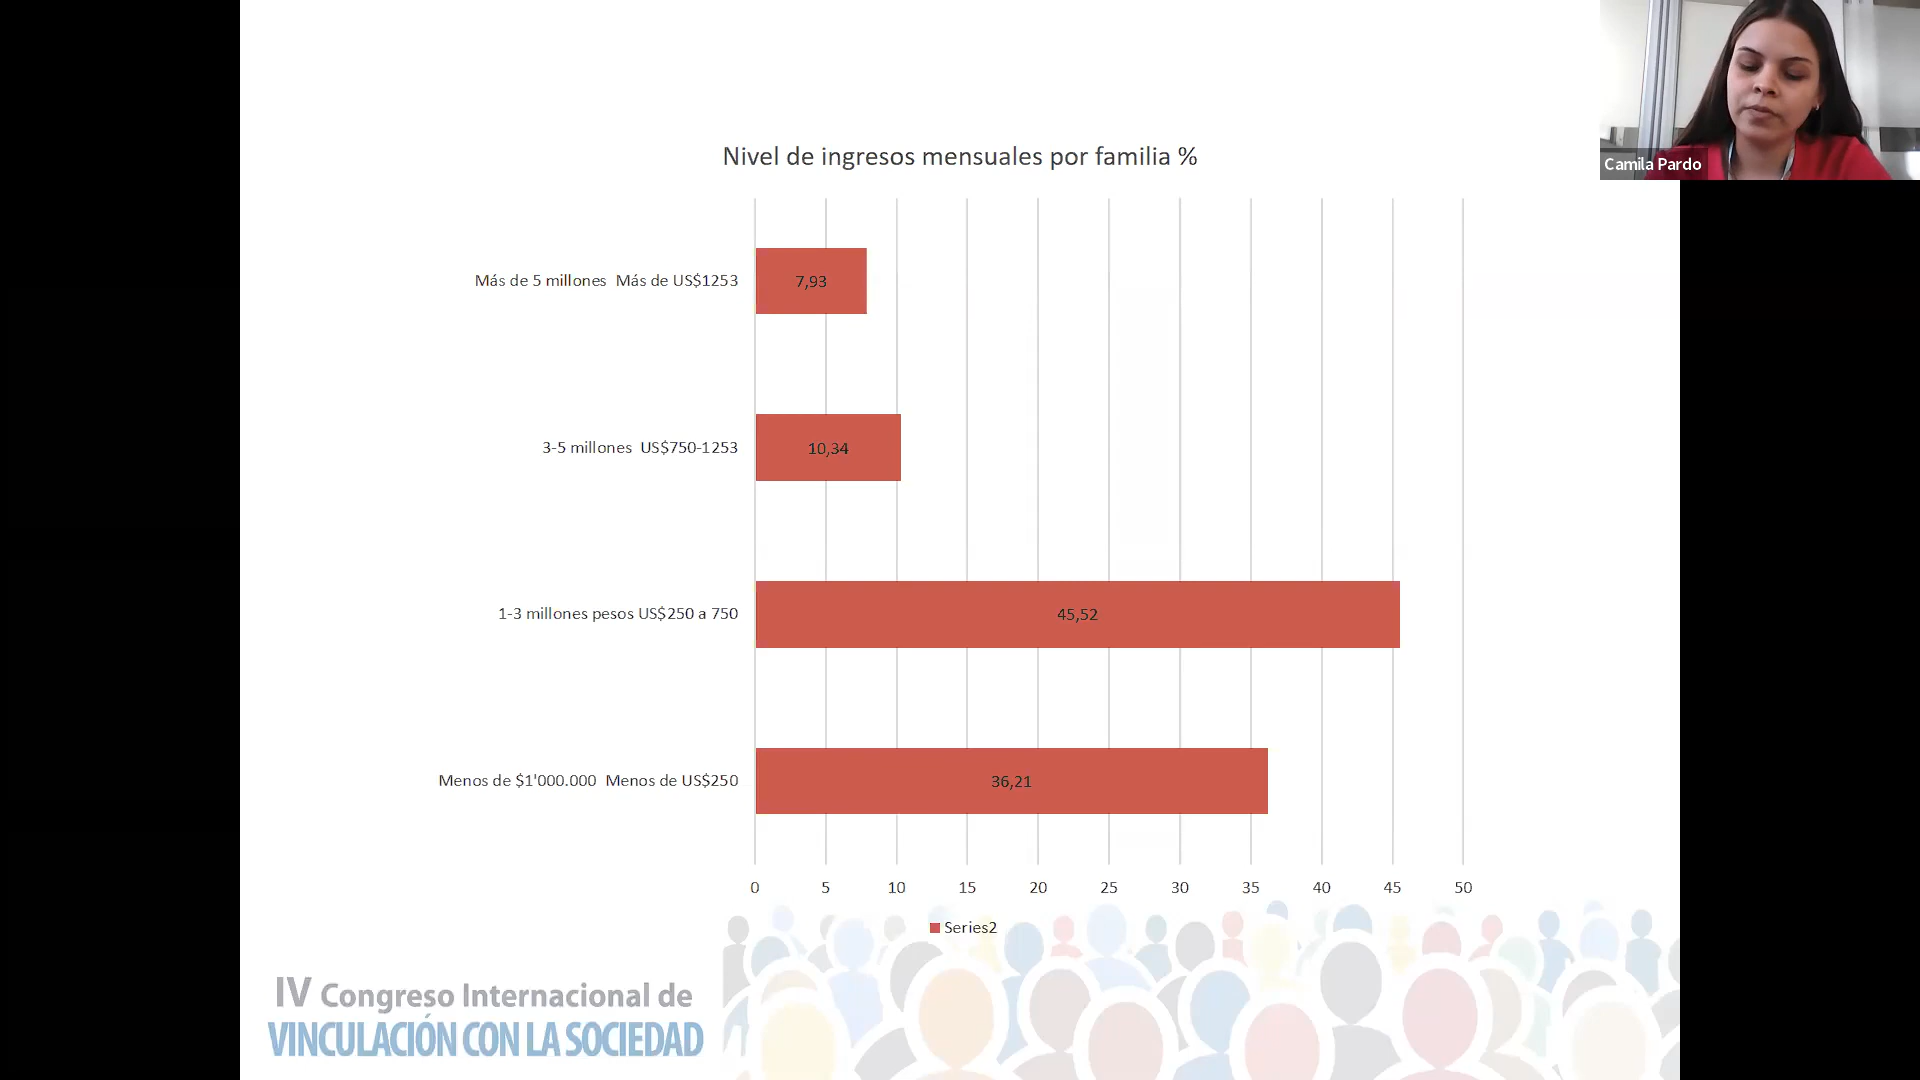 Camila Pardo
Nivel de ingresos mensuales por familia %
Más de 5 millones  Más de US$1253
7,93
3-5 millones  US$750-1253
10,34
1-3 millones pesos US$250 a 750
45,52
Menos de $1'000.000  Menos de US$250
36,21
0 5 10 15 20 25 30 35 40 45 50
Series2
IV Congreso Internacional de
VINCULACIÓN CON LA SOCIEDAD